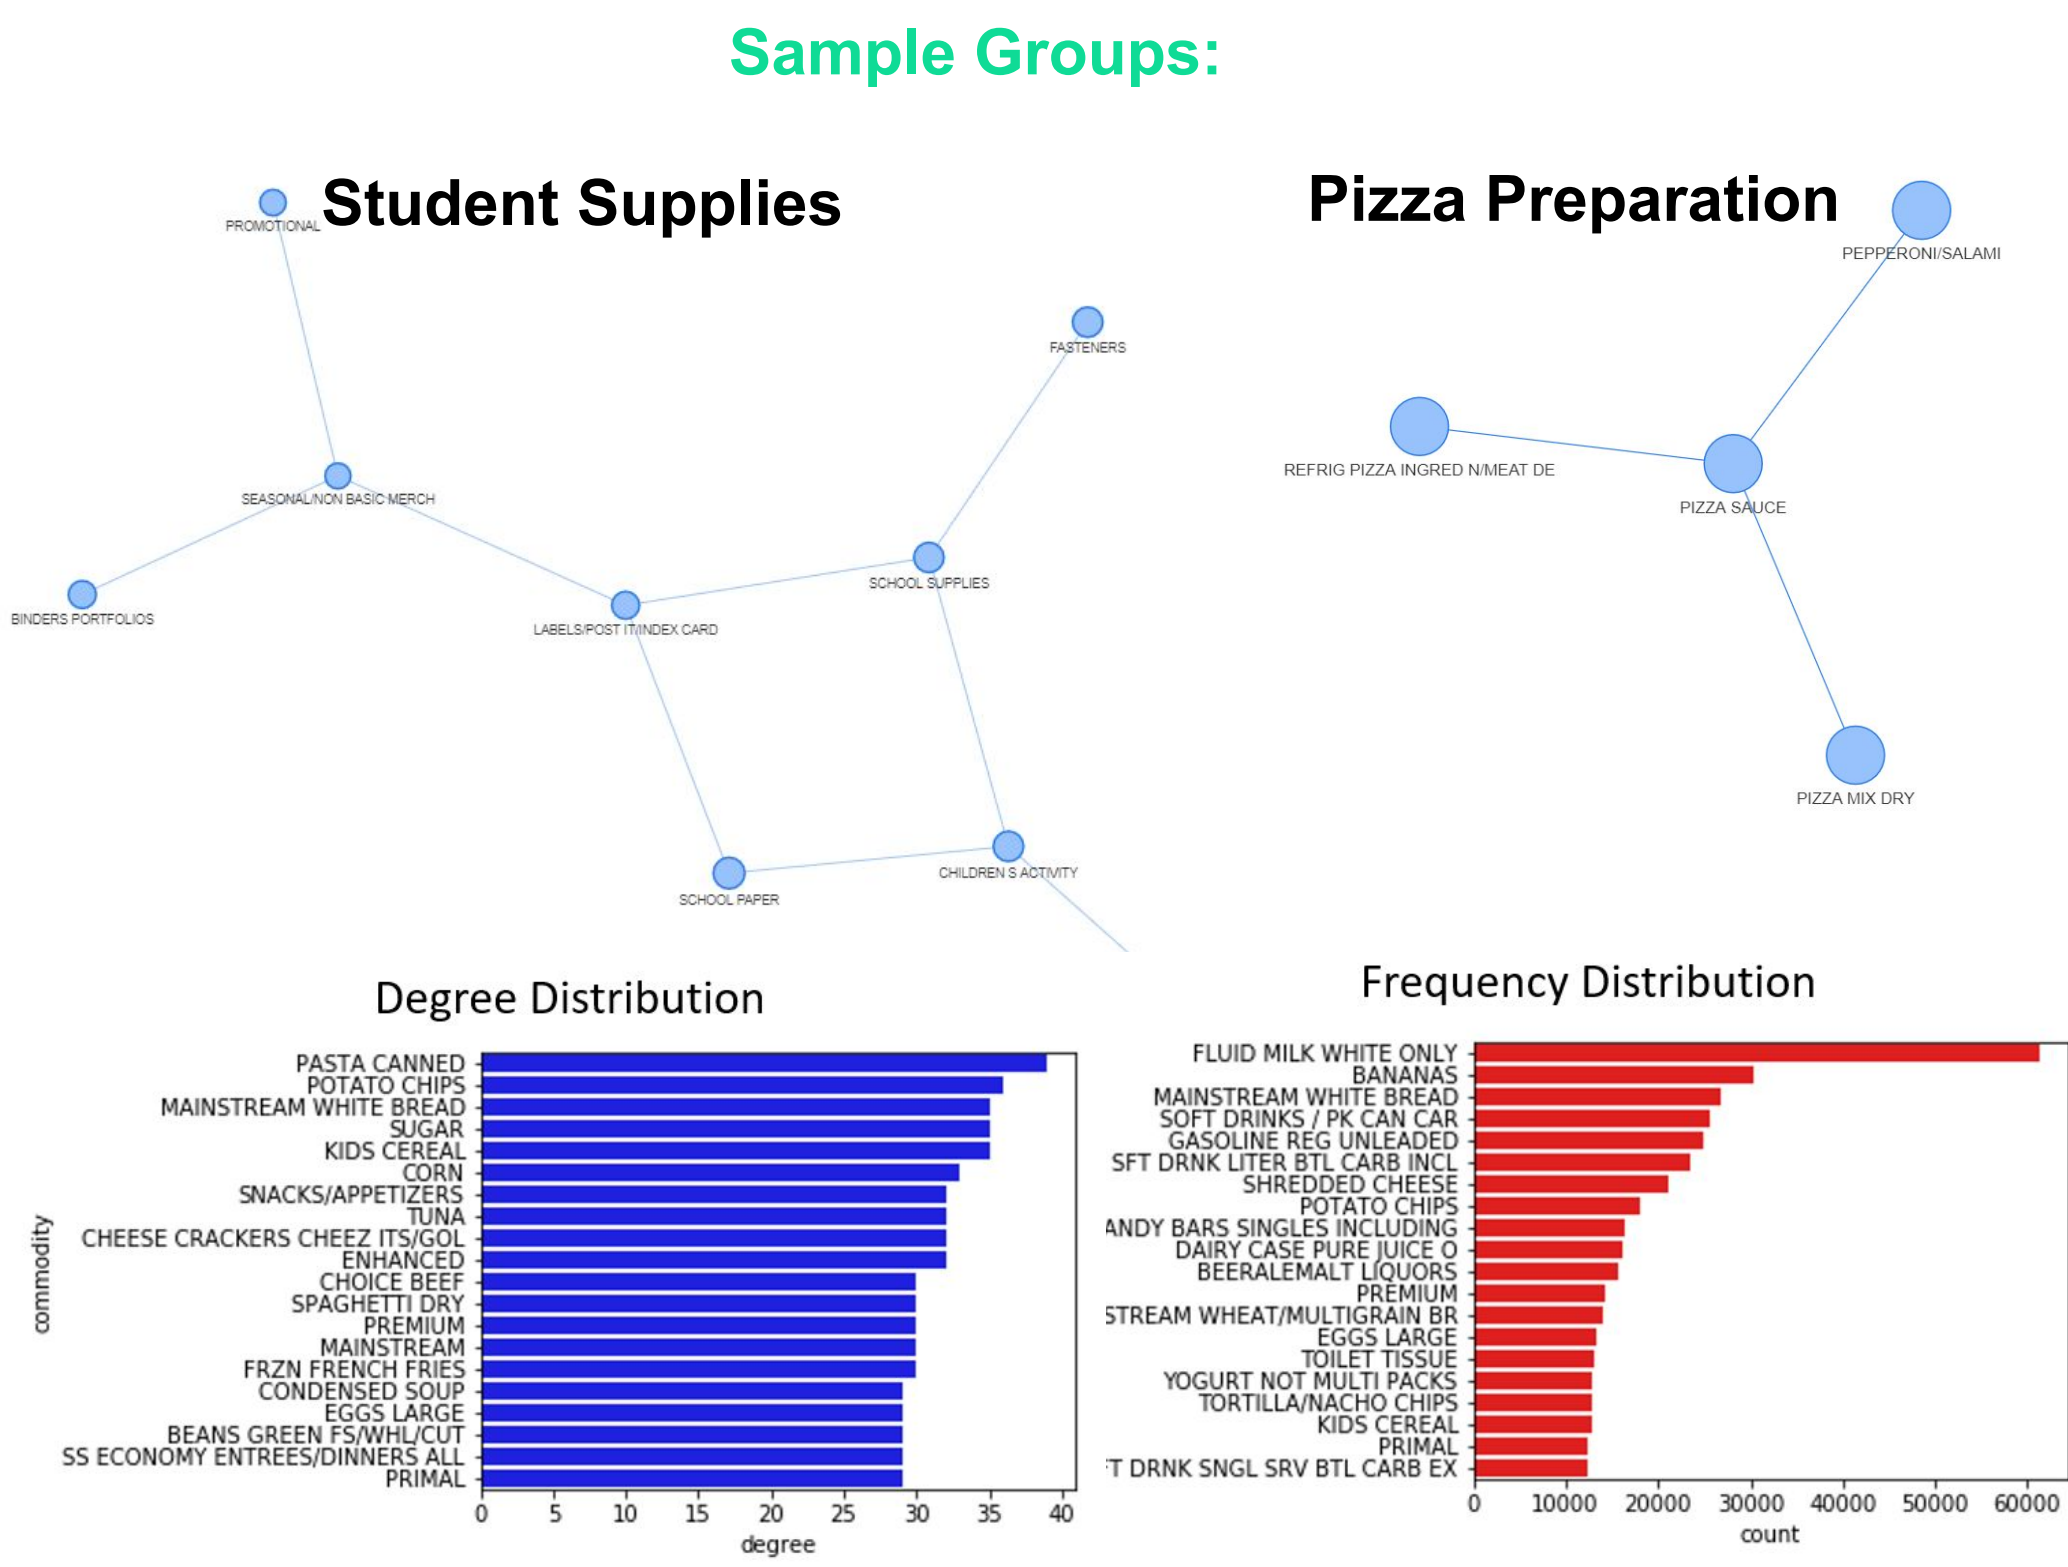 Sample Groups:
Student Supplies
Pizza Preparation
PROMOTIONAL
FASTENERS
SEASONAL/NON BASIC MERCH
BINDERS PORTFOLIOS
LABELS/POST IT/INDEX CARD
SCHOOL SUPPLIES
SCHOOL PAPER
CHILDREN S ACTIVITY
PEPPERONI/SALAMI
REFRIG PIZZA INGRED N/MEAT DE
PIZZA SAUCE
PIZZA MIX DRY
Degree Distribution
commodity
PASTA CANNED
POTATO CHIPS
MAINSTREAM WHITE BREAD
SUGAR
KIDS CEREAL
CORN
SNACKS/APPETIZERS
TUNA
CHEESE CRACKERS CHEEZ ITS/GOL
ENHANCED
CHOICE BEEF
SPAGHETTI DRY
PREMIUM
MAINSTREAM
FRZN FRENCH FRIES
CONDENSED SOUP
EGGS LARGE
BEANS GREEN FS/WHL/CUT
SS ECONOMY ENTREES/DINNERS ALL
PRIMAL
0 5 10 15 20 25 30 35 40
degree
Frequency Distribution
FLUID MILK WHITE ONLY
BANANAS
MAINSTREAM WHITE BREAD
SOFT DRINKS / PK CAN CAR
GASOLINE REG UNLEADED
SFT DRNK LITER BTL CARB INCL
SHREDDED CHEESE
POTATO CHIPS
ANDY BARS SINGLES INCLUDING
DAIRY CASE PURE JUICE O
BEERALEMALT LIQUORS
PREMIUM
STREAM WHEAT/MULTIGRAIN BR
EGGS LARGE
TOILET TISSUE
YOGURT NOT MULTI PACKS
TORTILLA/NACHO CHIPS
KIDS CEREAL
PRIMAL
T DRNK SNGL SRV BTL CARB EX
0 10000 20000 30000 40000 50000 60000
count